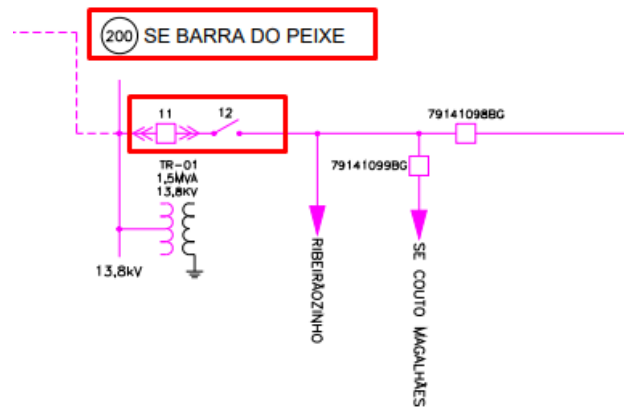 200 SE BARRA DO PEIXE
11 12
79141098BG
79141099BG
TR-01
1,5MVA
13,8KV
13,8kV
RIBEIRÃOZINHO
SE COUTO MAGALHÃES